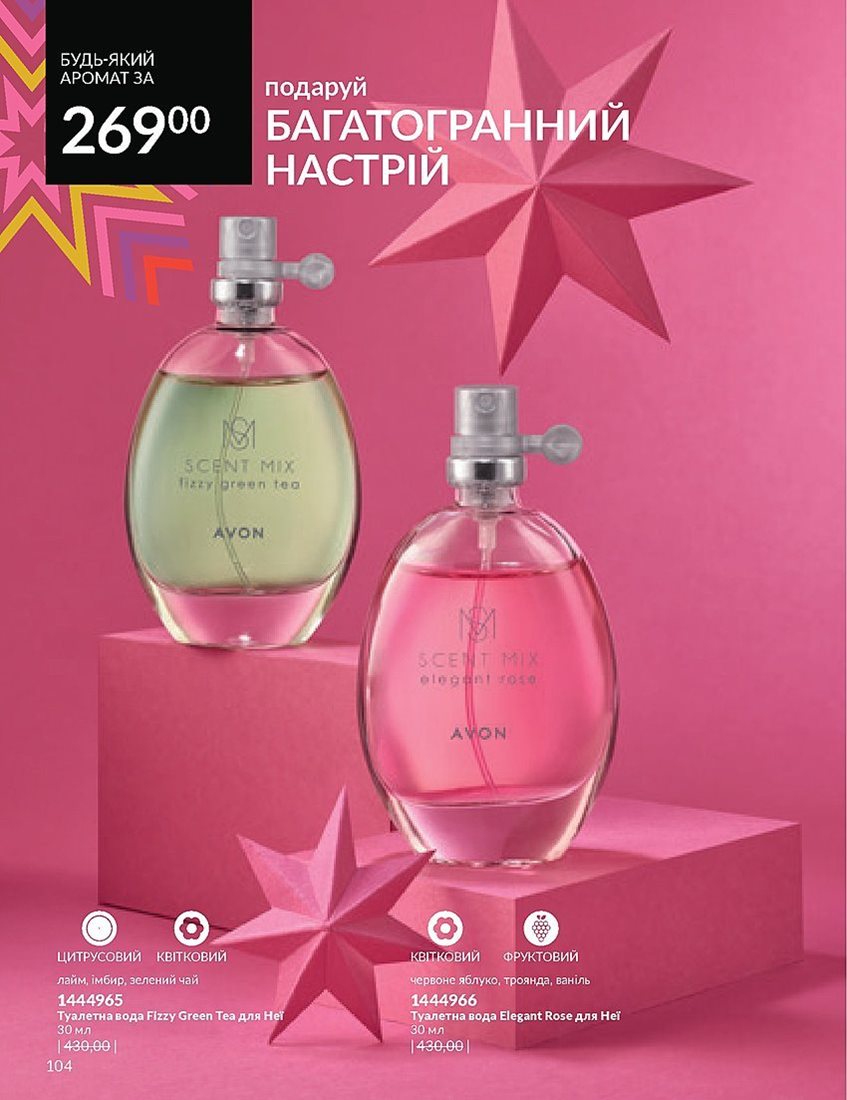 БУДЬ-ЯКИЙ
АРОМАТ ЗА
269⁰⁰
подаруй
БАГАТОГРАННИЙ
НАСТРІЙ
SM
SCENT MIX
fizzy green tea
AVON
SM
SCENT MIX
elegant rose
AVON
ЦИТРУСОВИЙ КВІТКОВИЙ
лайм, імбир, зелений чай
1444965
Туалетна вода Fizzy Green Tea для Неї
30 мл
| 430,00 |
КВІТКОВИЙ ФРУКТОВИЙ
червоне яблуко, троянда, ваніль
1444966
Туалетна вода Elegant Rose для Неї
30 мл
| 430,00 |
104